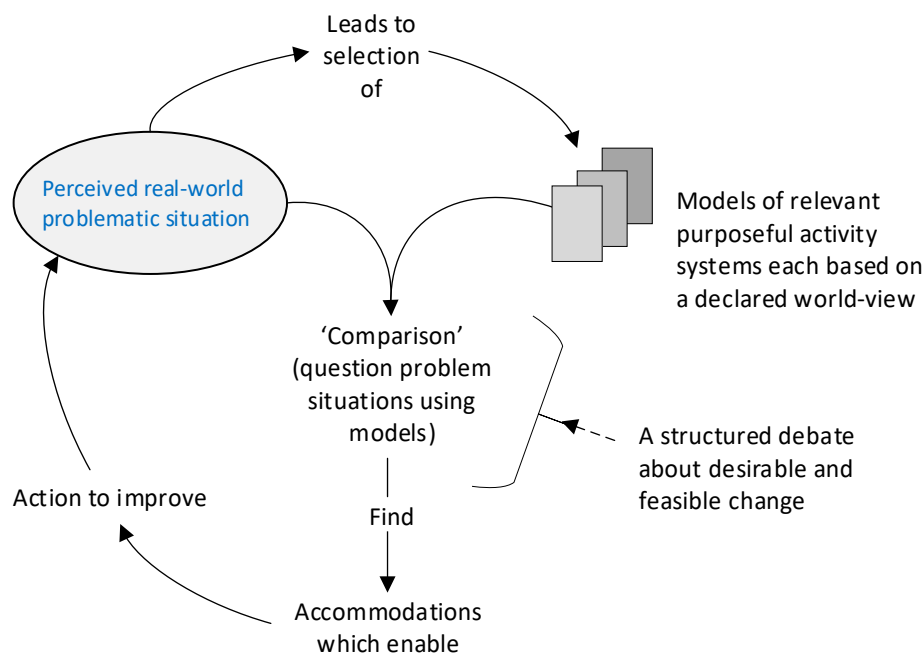 Leads to
selection
of
Perceived real-world
problematic situation
Models of relevant
purposeful activity
systems each based on
a declared world-view
‘Comparison’
(question problem
situations using
models)
A structured debate
about desirable and
feasible change
Action to improve
Find
Accommodations
which enable